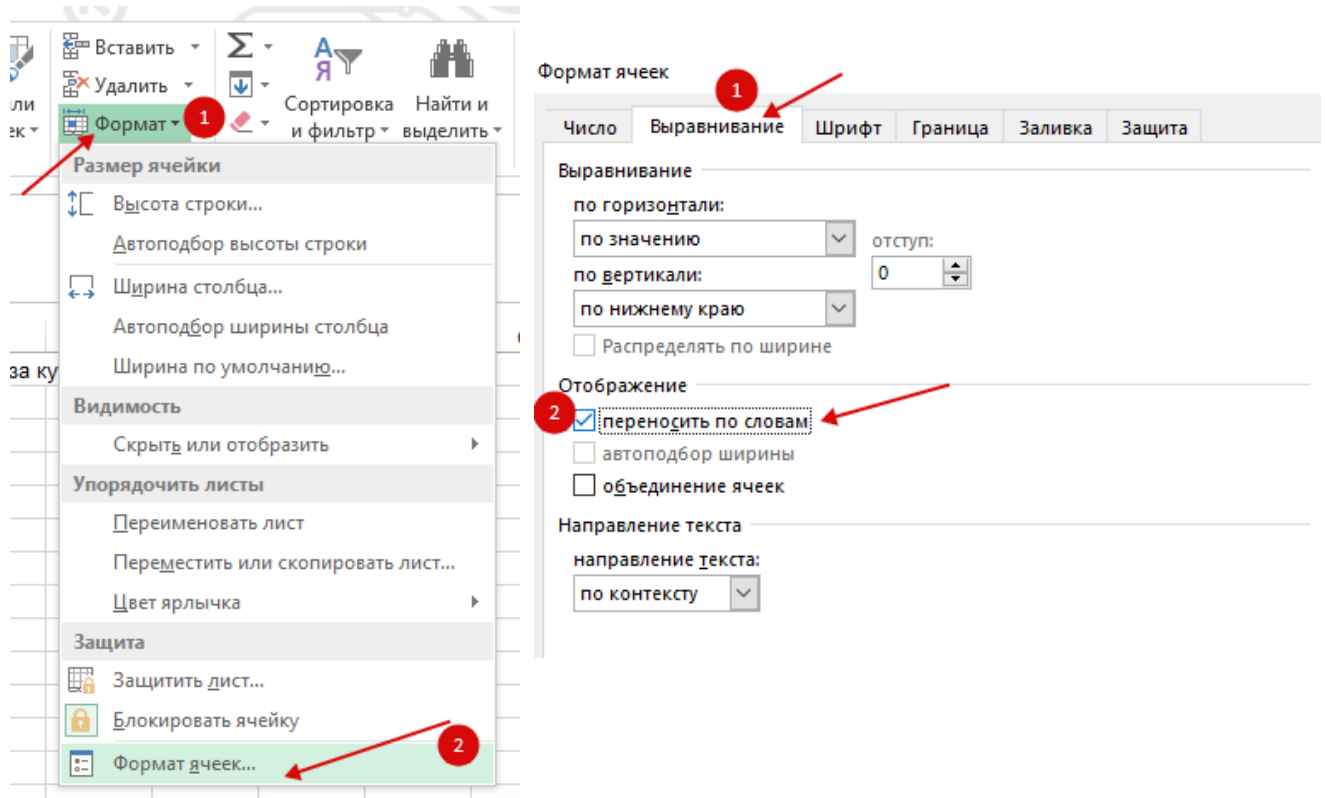 Вставить
Удалить
Формат
1
Сортировка
и фильтр
Найти и
выделить
Размер ячейки
Высота строки...
Автоподбор высоты строки
Ширина столбца...
Автоподбор ширины столбца
Ширина по умолчанию...
Видимость
Скрыть или отобразить
Упорядочить листы
Переименовать лист
Переместить или скопировать лист...
Цвет ярлычка
Защита
Защитить лист...
Блокировать ячейку
2
Формат ячеек...
за ку
Формат ячеек
1
Число Выравнивание Шрифт Граница Заливка Защита
Выравнивание
по горизонтали:
по значению
отступ:
0
по вертикали:
по нижнему краю
Распределять по ширине
Отображение
2
переносить по словам
автоподбор ширины
объединение ячеек
Направление текста
направление текста:
по контексту